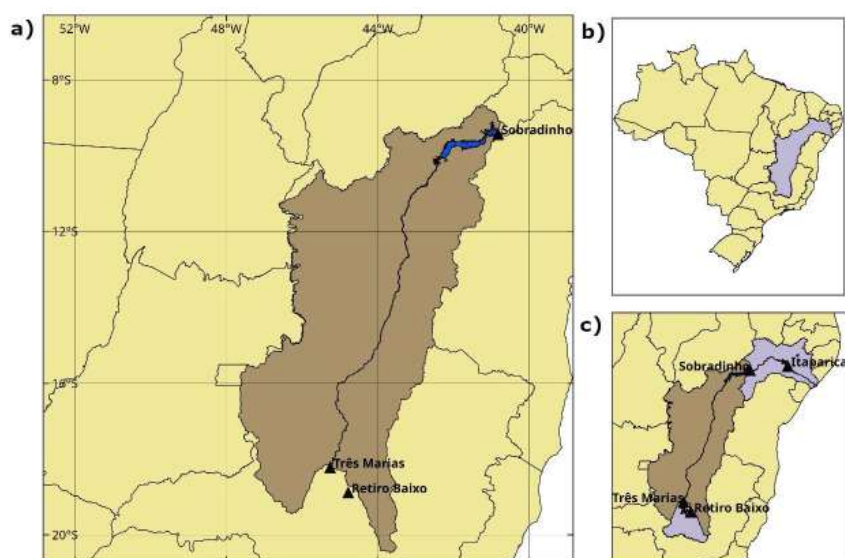 a)
52°W
48°W
44°W
40°W
8°S
Sobradinho
12°S
16°S
Três Marias
Retiro Baixo
20°S
b)
c)
Sobradinho
Itaparica
Três Marias
Retiro Baixo